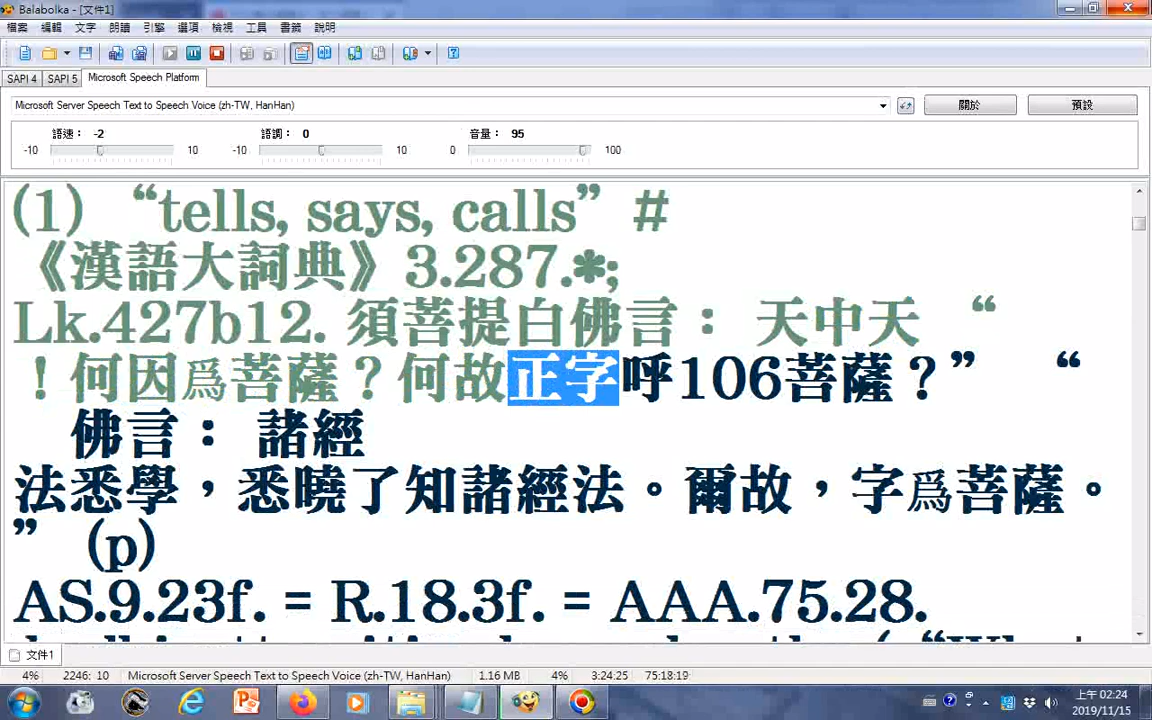 Balabolka - [文件1]
檔案 編輯 文字 朗讀 引擎 選項 檢視 工具 書籤 說明
SAPI 4 SAPI 5 Microsoft Speech Platform
Microsoft Server Speech Text to Speech Voice (zh-TW, HanHan) 關於 預設
語速： -2 語調： 0 音量： 95
-10 10 -10 10 0 100
(1) “tells, says, calls” #
《漢語大詞典》 3.287.*;
Lk.427b12. 須菩提白佛言： 天中天 “
！何因爲菩薩？何故正字呼106菩薩？” “
佛言： 諸經
法悉學，悉曉了知諸經法。爾故，字爲菩薩。
” (p)
AS.9.23f. = R.18.3f. = AAA.75.28.
文件1
4% 2246: 10 Microsoft Server Speech Text to Speech Voice (zh-TW, HanHan) 1.16 MB 4% 3:24:25 75:18:19
上午 02:24
2019/11/15